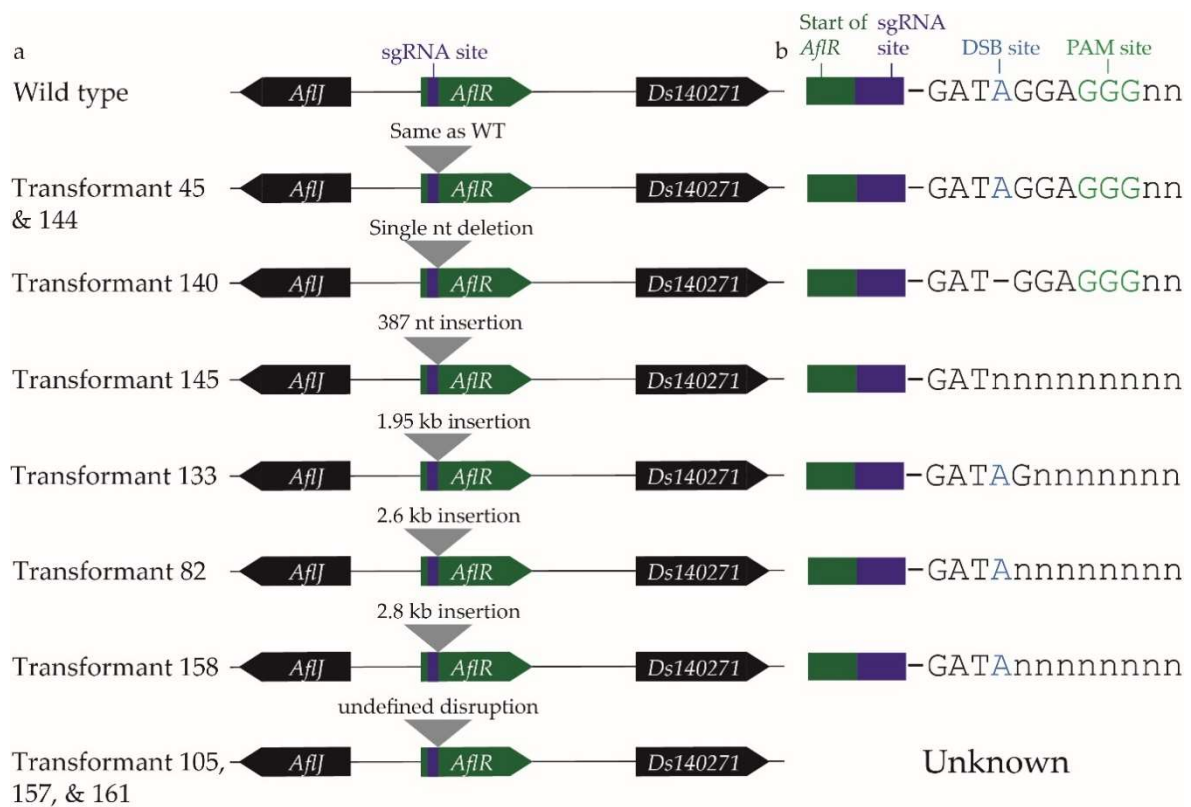 a
sgRNA site
b
Start of sgRNA
AflR site DSB site PAM site
Wild type AflJ AflR Ds140271 -GATAGGAGGGnn
Same as WT
Transformant 45 AflJ AflR Ds140271 -GATAGGAGGGnn
& 144
Single nt deletion
Transformant 140 AflJ AflR Ds140271 -GAT-GGAGGGnn
387 nt insertion
Transformant 145 AflJ AflR Ds140271 -GATnnnnnnnnn
1.95 kb insertion
Transformant 133 AflJ AflR Ds140271 -GATAGnnnnnnn
2.6 kb insertion
Transformant 82 AflJ AflR Ds140271 -GATAnnnnnnnn
2.8 kb insertion
Transformant 158 AflJ AflR Ds140271 -GATAnnnnnnnn
undefined disruption
Transformant 105, AflJ AflR Ds140271 Unknown
157, & 161